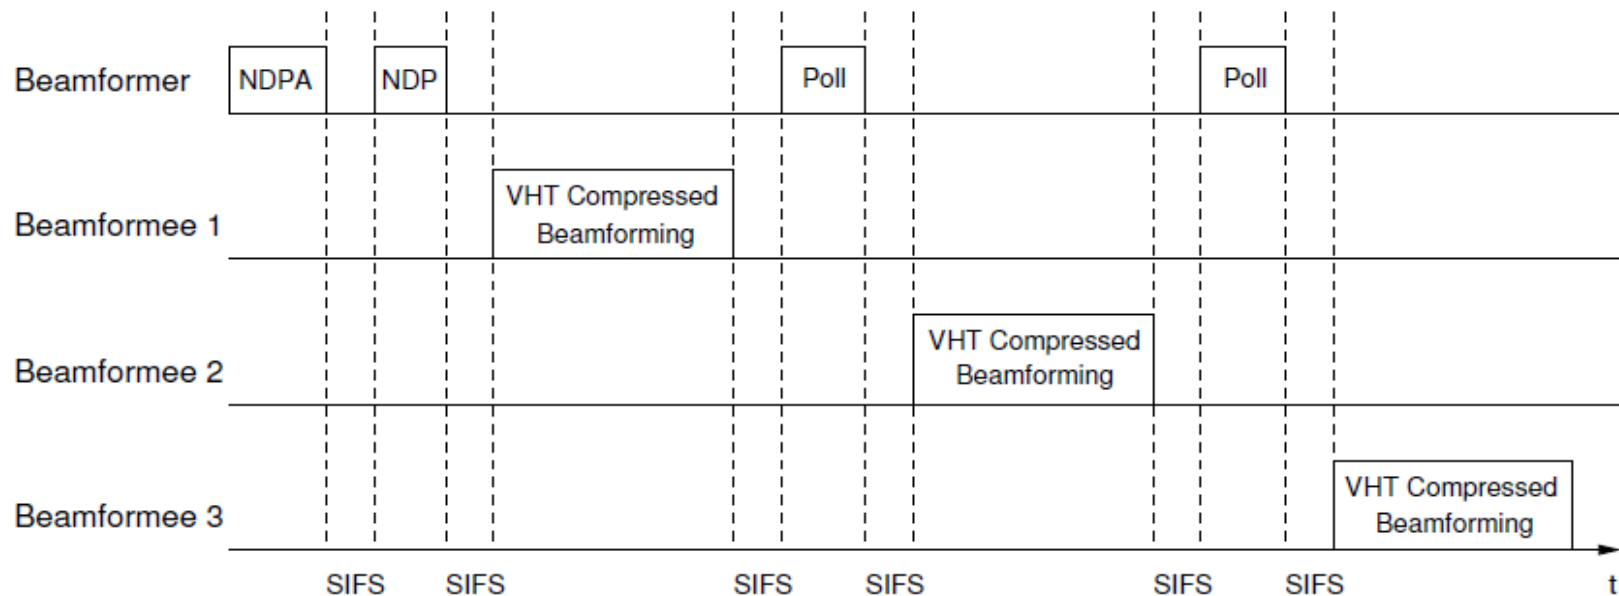 Beamformer
NDPA
NDP
Poll
Poll
Beamformee 1
VHT Compressed
Beamforming
Beamformee 2
VHT Compressed
Beamforming
Beamformee 3
VHT Compressed
Beamforming
SIFS
SIFS
SIFS
SIFS
SIFS
SIFS
t